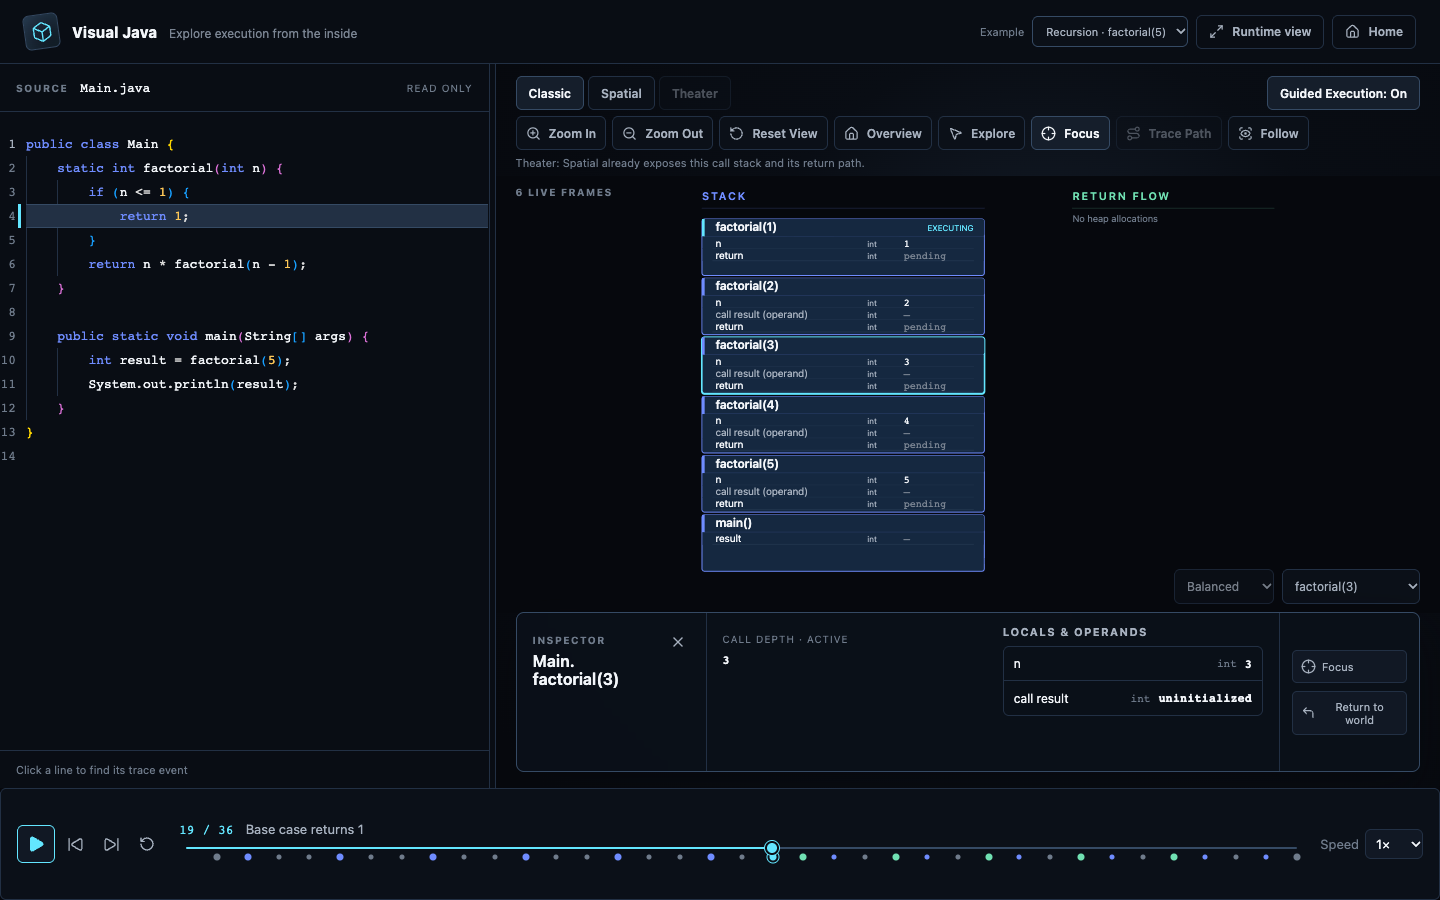 Visual Java Explore execution from the inside
Example Recursion · factorial(5) Runtime view Home
SOURCE Main.java READ ONLY
1 public class Main {
2 static int factorial(int n) {
3 if (n <= 1) {
4 return 1;
5 }
6 return n * factorial(n - 1);
7 }
8
9 public static void main(String[] args) {
10 int result = factorial(5);
11 System.out.println(result);
12 }
13 }
14
Click a line to find its trace event
Classic Spatial Theater Guided Execution: On
Zoom In Zoom Out Reset View Overview Explore Focus Trace Path Follow
Theater: Spatial already exposes this call stack and its return path.
6 LIVE FRAMES
STACK
factorial(1) EXECUTING
n int 1
return int pending
factorial(2)
n int 2
call result (operand) int —
return int pending
factorial(3)
n int 3
call result (operand) int —
return int pending
factorial(4)
n int 4
call result (operand) int —
return int pending
factorial(5)
n int 5
call result (operand) int —
return int pending
main()
result int —
RETURN FLOW
No heap allocations
Balanced factorial(3)
INSPECTOR
Main.
factorial(3)
CALL DEPTH · ACTIVE
3
LOCALS & OPERANDS
n int 3
call result int uninitialized
Focus
Return to
world
19 / 36 Base case returns 1
Speed 1×